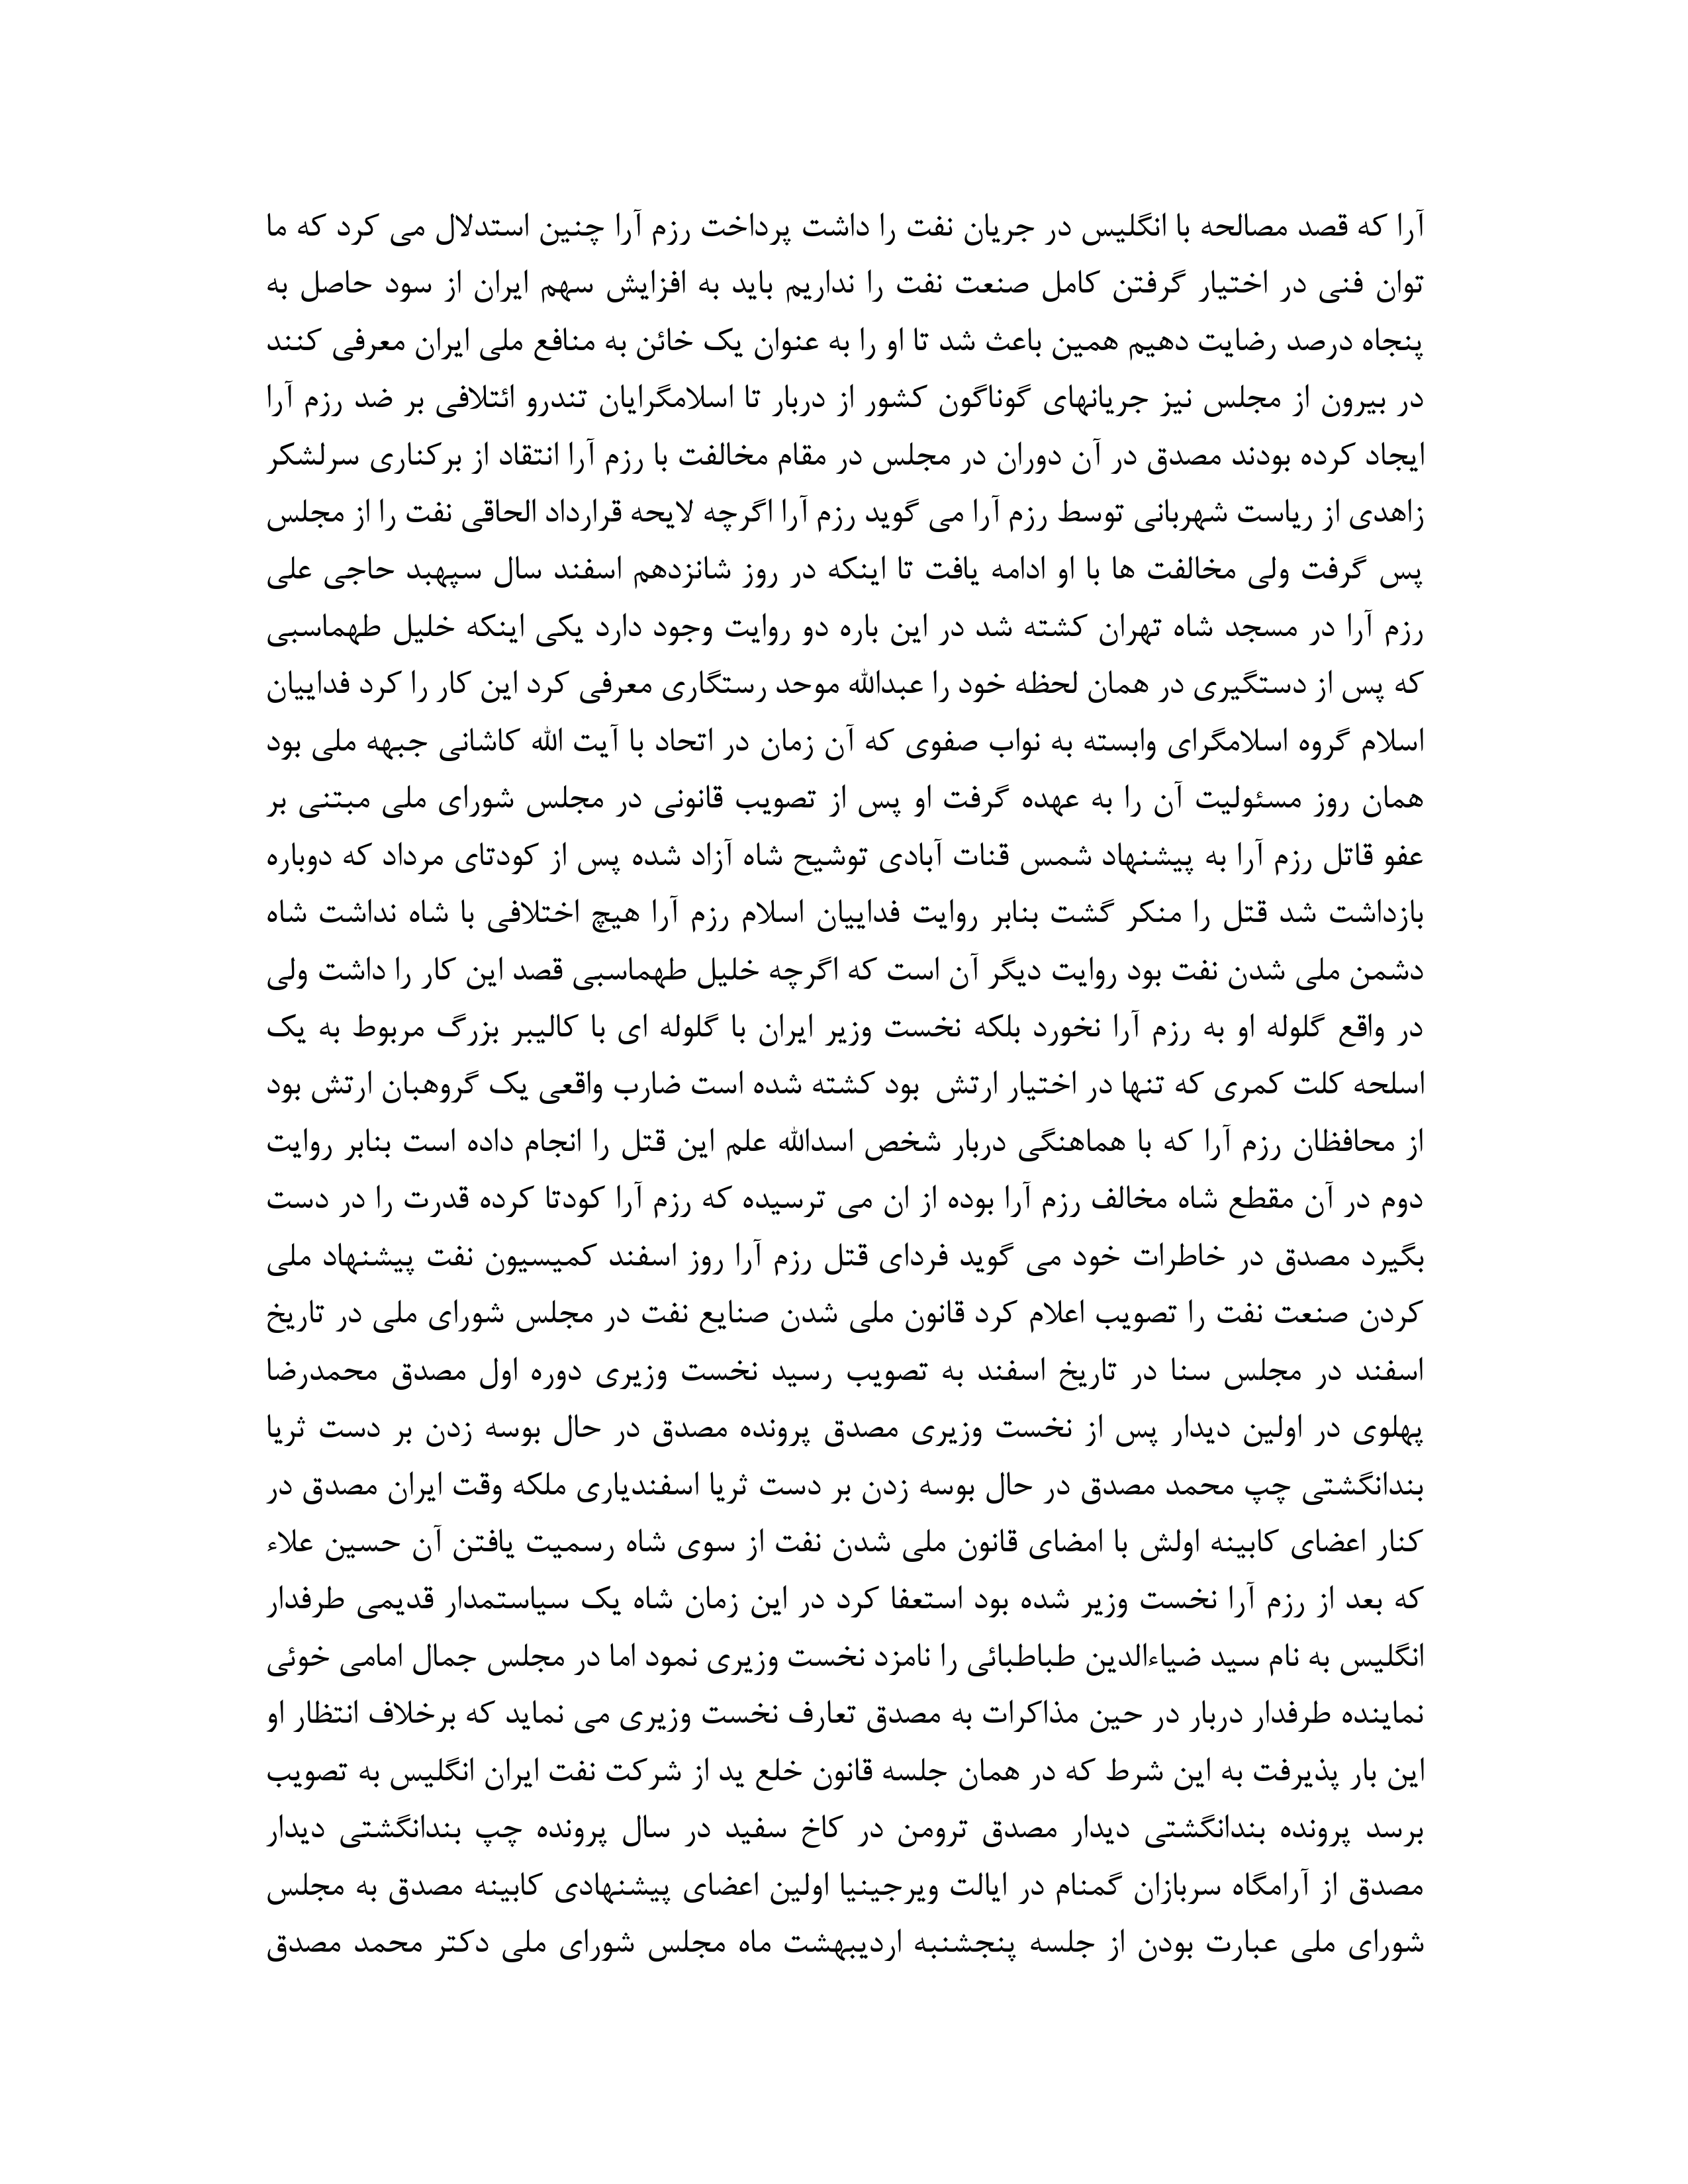 آرا که قصد مصالحه با انگلیس در جریان نفت را داشت پرداخت رزم آرا چنین استدلال می کرد که ما
توان فنی در اختیار گرفتن کامل صنعت نفت را نداریم باید به افزایش سهم ایران از سود حاصل به
پنجاه درصد رضایت دهیم همین باعث شد تا او را به عنوان یک خائن به منافع ملی ایران معرفی کنند
در بیرون از مجلس نیز جریانهای گوناگون کشور از دربار تا اسلامگرایان تندرو ائتلافی بر ضد رزم آرا
ایجاد کرده بودند مصدق در آن دوران در مجلس در مقام مخالفت با رزم آرا انتقاد از برکناری سرلشکر
زاهدی از ریاست شهربانی توسط رزم آرا می گوید رزم آرا اگرچه لایحه قرارداد الحاقی نفت را از مجلس
پس گرفت ولی مخالفت ها با او ادامه یافت تا اینکه در روز شانزدهم اسفند سال سپهبد حاجی علی
رزم آرا در مسجد شاه تهران کشته شد در این باره دو روایت وجود دارد یکی اینکه خلیل طهماسبی
که پس از دستگیری در همان لحظه خود را عبدالله موحد رستگاری معرفی کرد این کار را کرد فداییان
اسلام گروه اسلامگرای وابسته به نواب صفوی که آن زمان در اتحاد با آیت الله کاشانی جبهه ملی بود
همان روز مسئولیت آن را به عهده گرفت او پس از تصویب قانونی در مجلس شورای ملی مبتنی بر
عفو قاتل رزم آرا به پیشنهاد شمس قنات آبادی توشیح شاه آزاد شده پس از کودتای مرداد که دوباره
بازداشت شد قتل را منکر گشت بنابر روایت فداییان اسلام رزم آرا هیچ اختلافی با شاه نداشت شاه
دشمن ملی شدن نفت بود روایت دیگر آن است که اگرچه خلیل طهماسبی قصد این کار را داشت ولی
در واقع گلوله او به رزم آرا نخورد بلکه نخست وزیر ایران با گلوله ای با کالیبر بزرگ مربوط به یک
اسلحه کلت کمری که تنها در اختیار ارتش بود کشته شده است ضارب واقعی یک گروهبان ارتش بود
از محافظان رزم آرا که با هماهنگی دربار شخص اسدالله علم این قتل را انجام داده است بنابر روایت
دوم در آن مقطع شاه مخالف رزم آرا بوده از ان می ترسیده که رزم آرا کودتا کرده قدرت را در دست
بگیرد مصدق در خاطرات خود می گوید فردای قتل رزم آرا روز اسفند کمیسیون نفت پیشنهاد ملی
کردن صنعت نفت را تصویب اعلام کرد قانون ملی شدن صنایع نفت در مجلس شورای ملی در تاریخ
اسفند در مجلس سنا در تاریخ اسفند به تصویب رسید نخست وزیری دوره اول مصدق محمدرضا
پهلوی در اولین دیدار پس از نخست وزیری مصدق پرونده مصدق در حال بوسه زدن بر دست ثریا
بندانگشتی چپ محمد مصدق در حال بوسه زدن بر دست ثریا اسفندیاری ملکه وقت ایران مصدق در
کنار اعضای کابینه اولش با امضای قانون ملی شدن نفت از سوی شاه رسمیت یافتن آن حسین علاء
که بعد از رزم آرا نخست وزیر شده بود استعفا کرد در این زمان شاه یک سیاستمدار قدیمی طرفدار
انگلیس به نام سید ضیاءالدین طباطبائی را نامزد نخست وزیری نمود اما در مجلس جمال امامی خوئی
نماینده طرفدار دربار در حین مذاکرات به مصدق تعارف نخست وزیری می نماید که برخلاف انتظار او
این بار پذیرفت به این شرط که در همان جلسه قانون خلع ید از شرکت نفت ایران انگلیس به تصویب
برسد پرونده بندانگشتی دیدار مصدق ترومن در کاخ سفید در سال پرونده چپ بندانگشتی دیدار
مصدق از آرامگاه سربازان گمنام در ایالت ویرجینیا اولین اعضای پیشنهادی کابینه مصدق به مجلس
شورای ملی عبارت بودن از جلسه پنجشنبه اردیبهشت ماه مجلس شورای ملی دکتر محمد مصدق